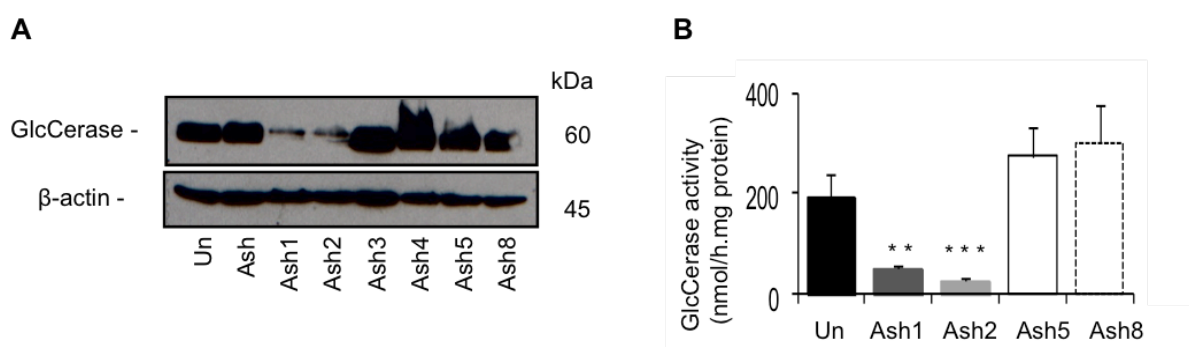 A
kDa
GlcCerase -
60
β-actin -
45
Un
Ash
Ash1
Ash2
Ash3
Ash4
Ash5
Ash8
B
GlcCerase activity
(nmol/h.mg protein)
400
200
0
* *
* * *
Un Ash1 Ash2 Ash5 Ash8